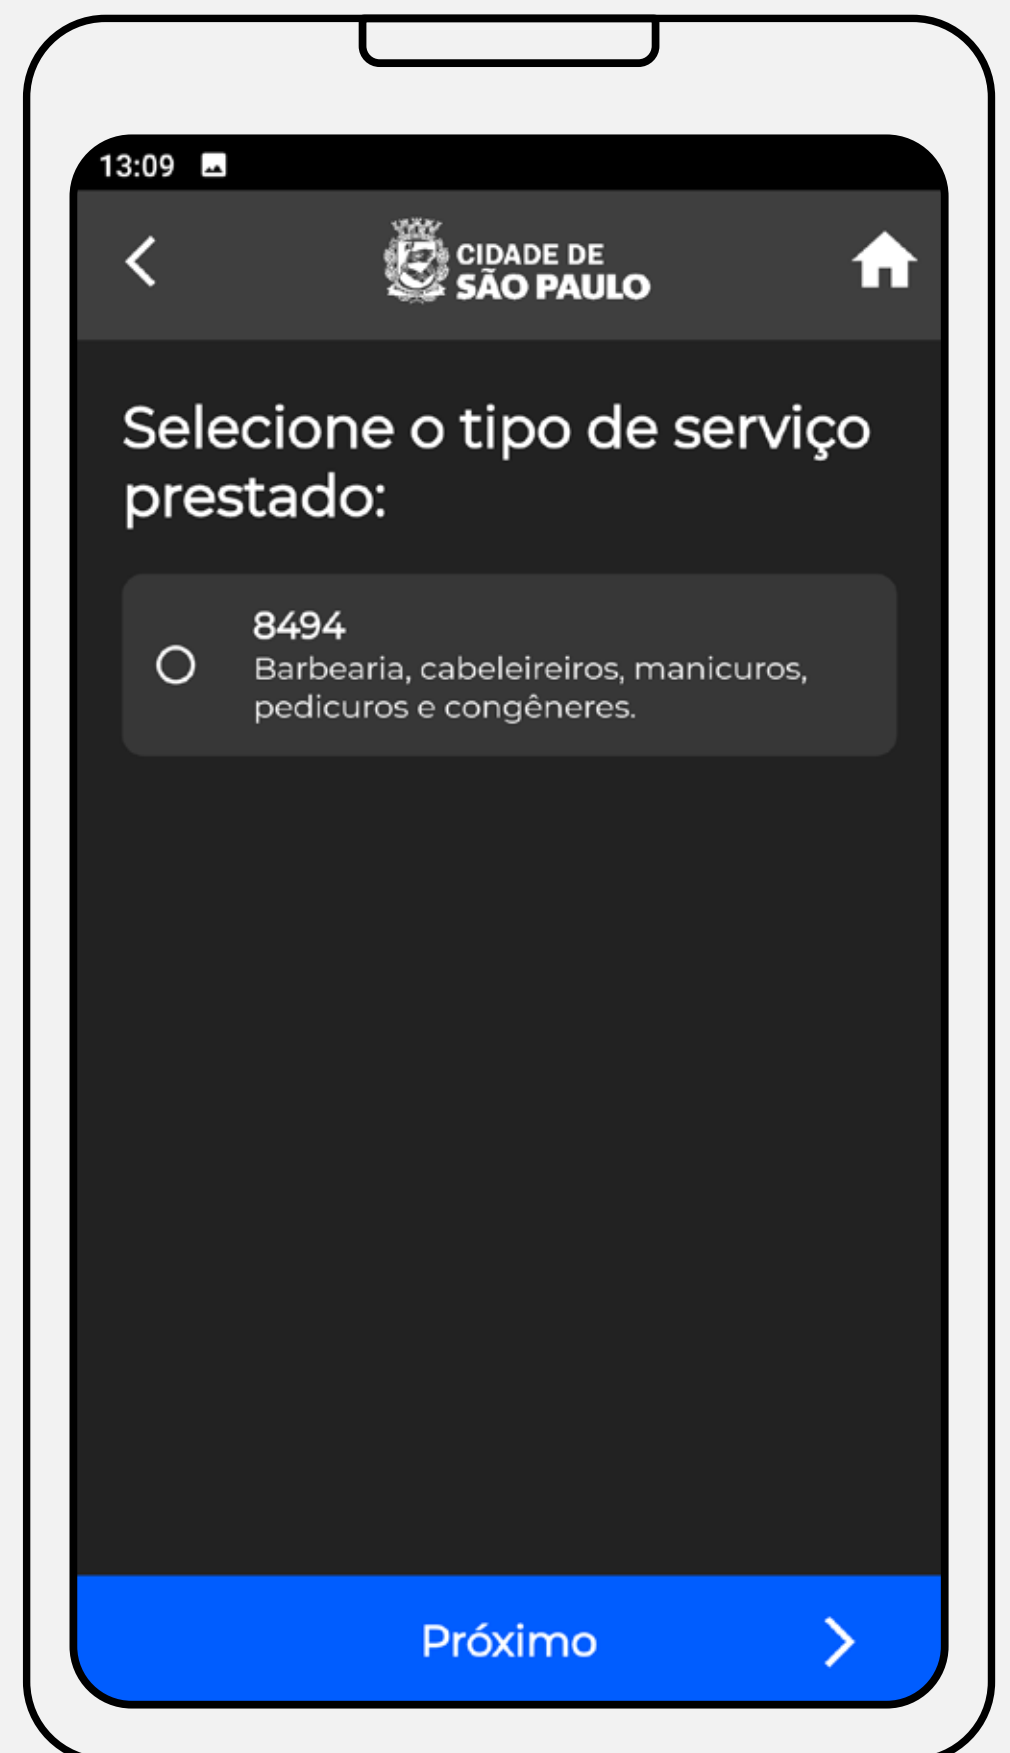 13:09
CIDADE DE
SÃO PAULO
Selecione o tipo de serviço
prestado:
8494
Barbearia, cabeleireiros, manicuros,
pedicuros e congêneres.
Próximo